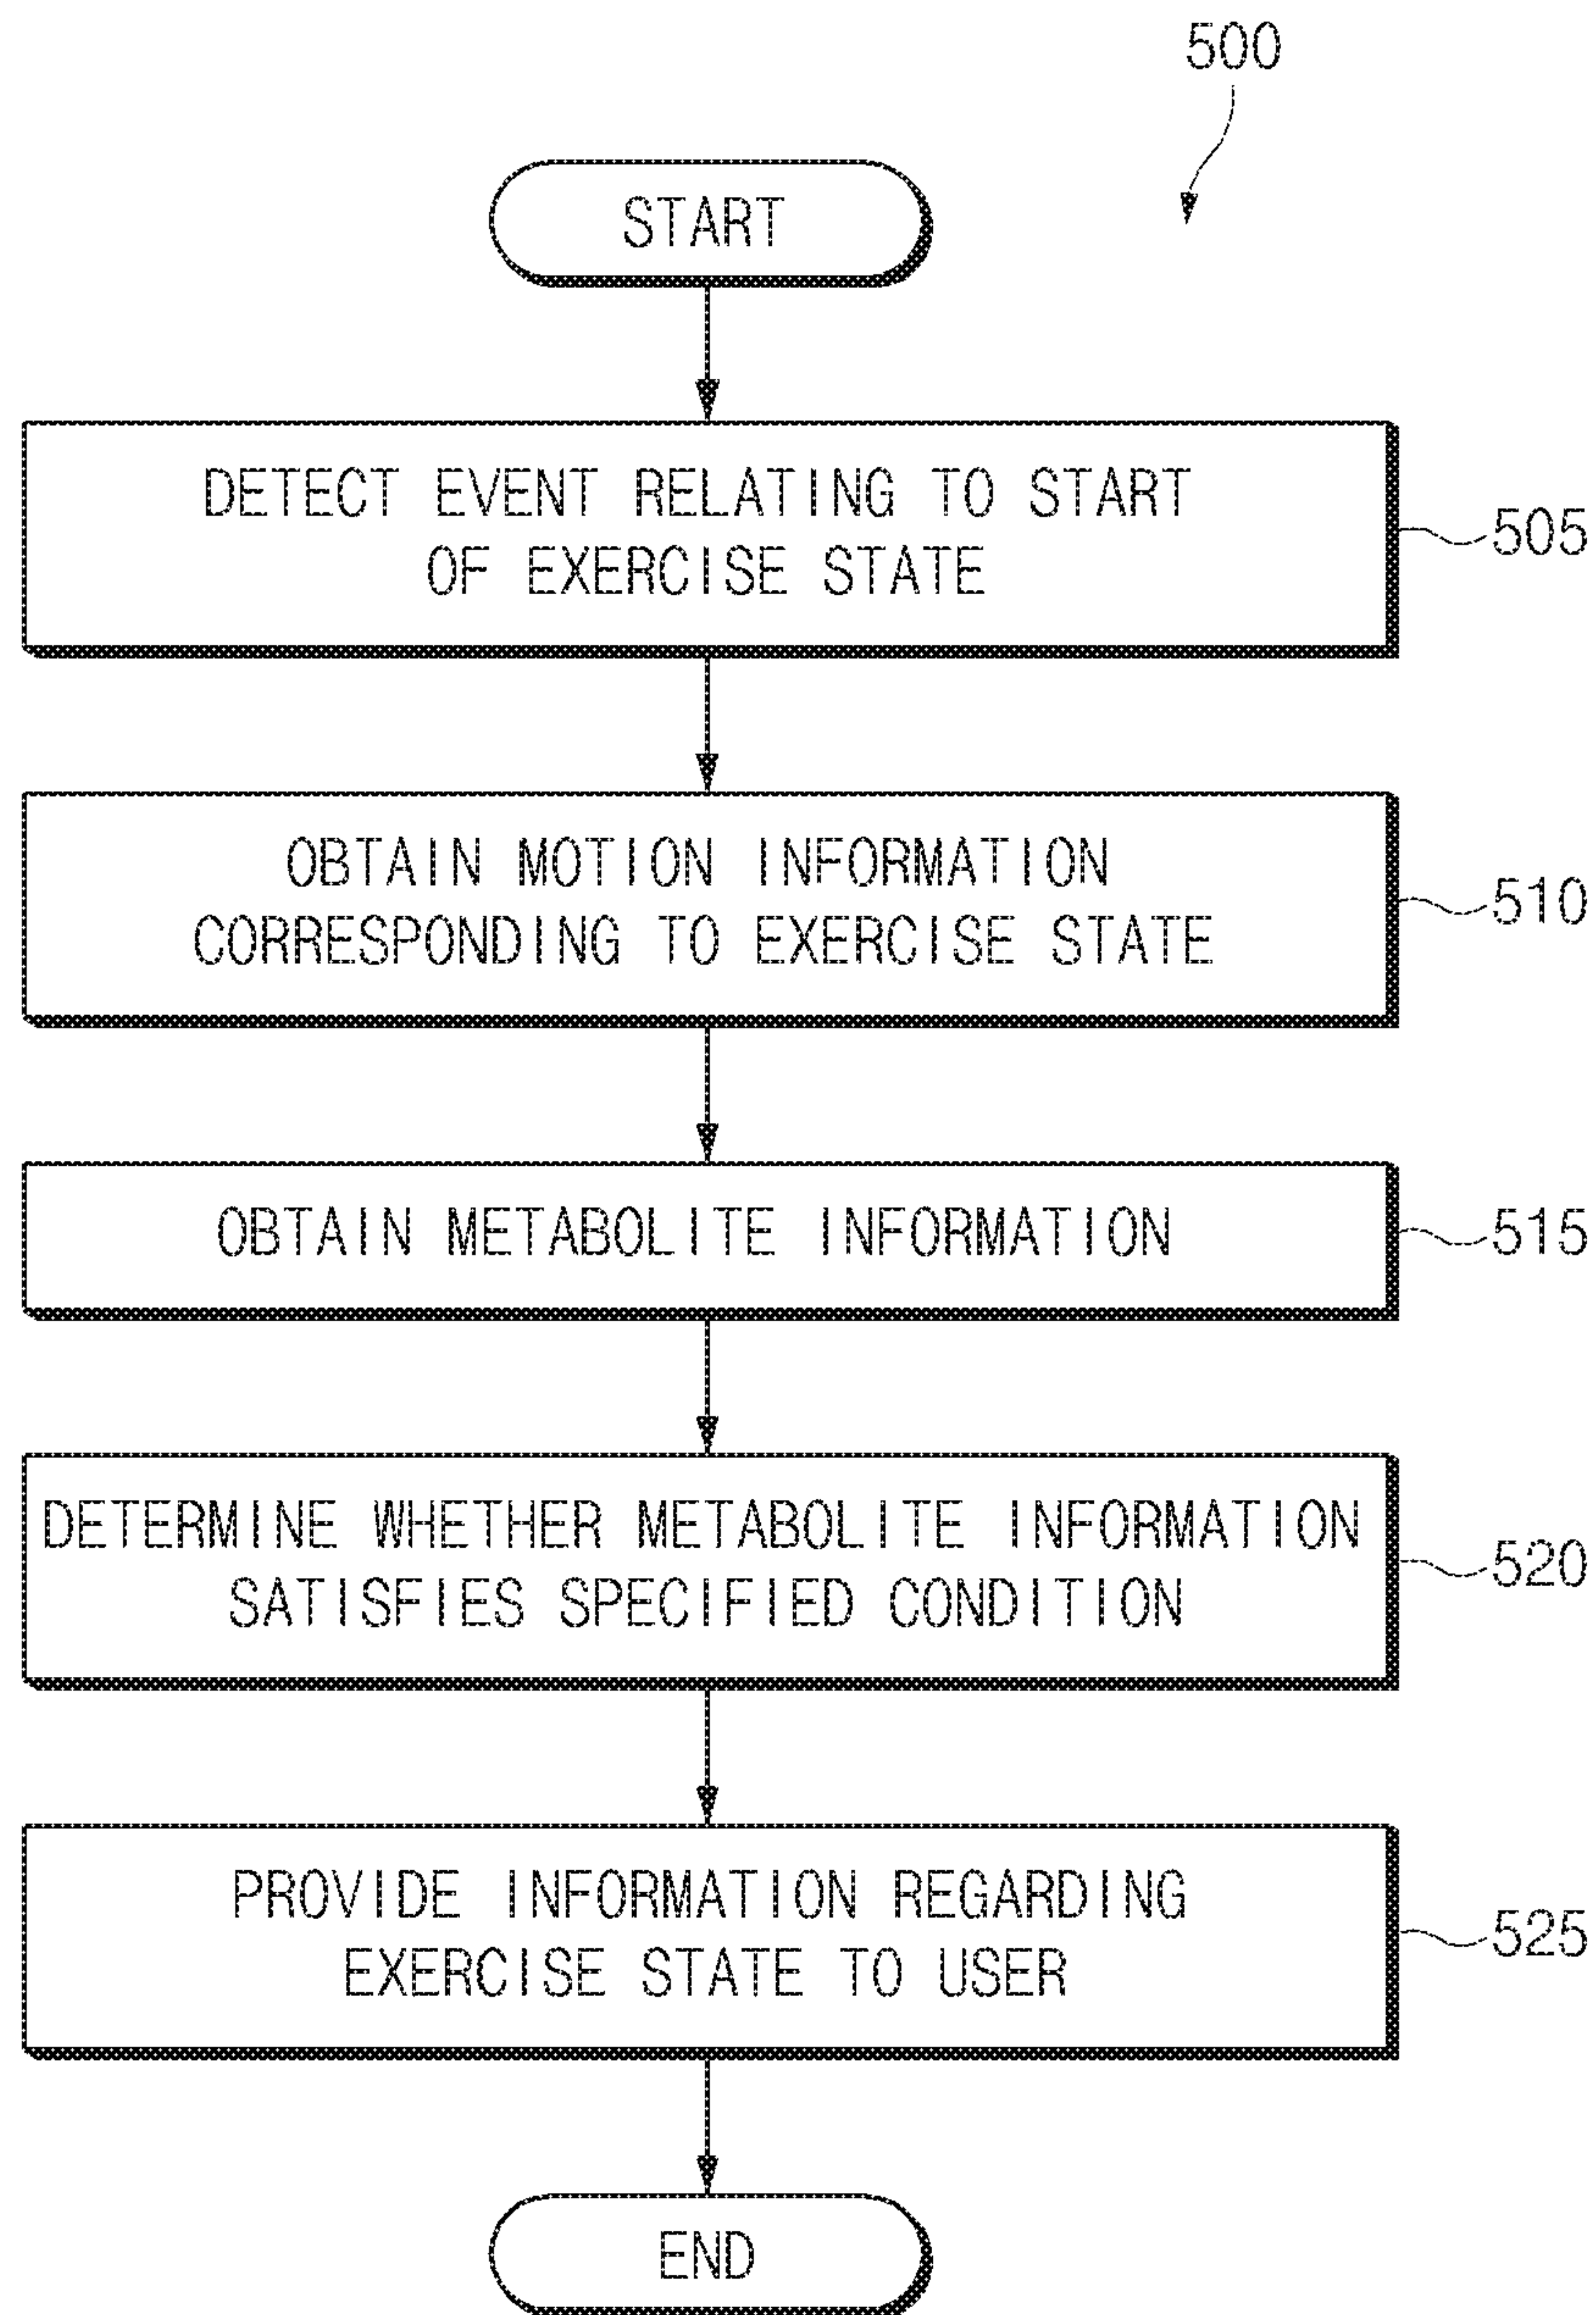 500
START
DETECT EVENT RELATING TO START
OF EXERCISE STATE
505
OBTAIN MOTION INFORMATION
CORRESPONDING TO EXERCISE STATE
510
OBTAIN METABOLITE INFORMATION
515
DETERMINE WHETHER METABOLITE INFORMATION
SATISFIES SPECIFIED CONDITION
520
PROVIDE INFORMATION REGARDING
EXERCISE STATE TO USER
525
END